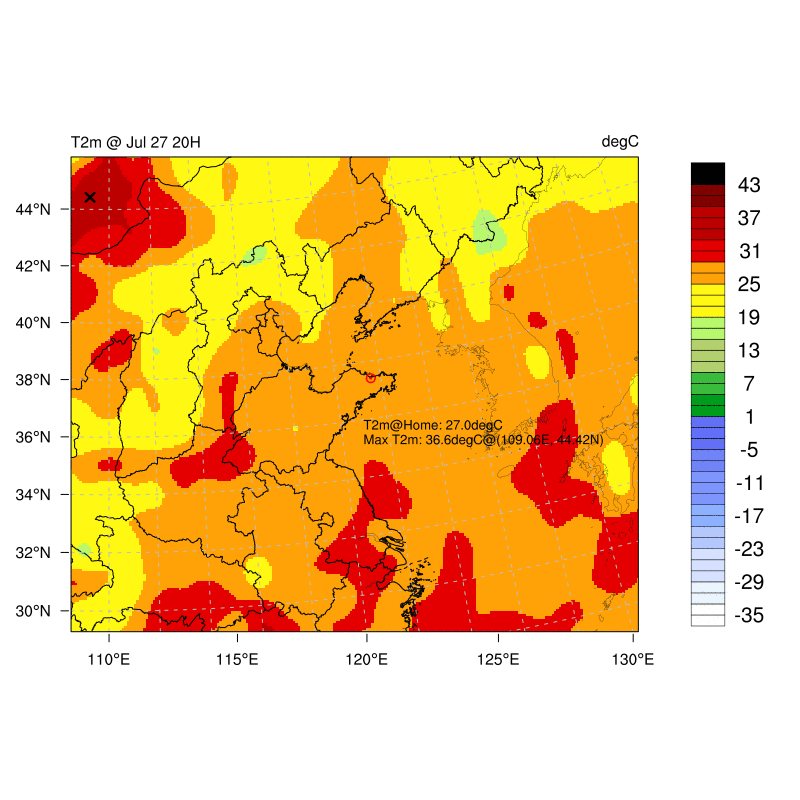 T2m @ Jul 27 20H
degC
44°N
42°N
40°N
38°N
36°N
34°N
32°N
30°N
110°E
115°E
120°E
125°E
130°E
T2m@Home: 27.0degC
Max T2m: 36.6degC@(109.06E, 44.42N)
43
37
31
25
19
13
7
1
-5
-11
-17
-23
-29
-35